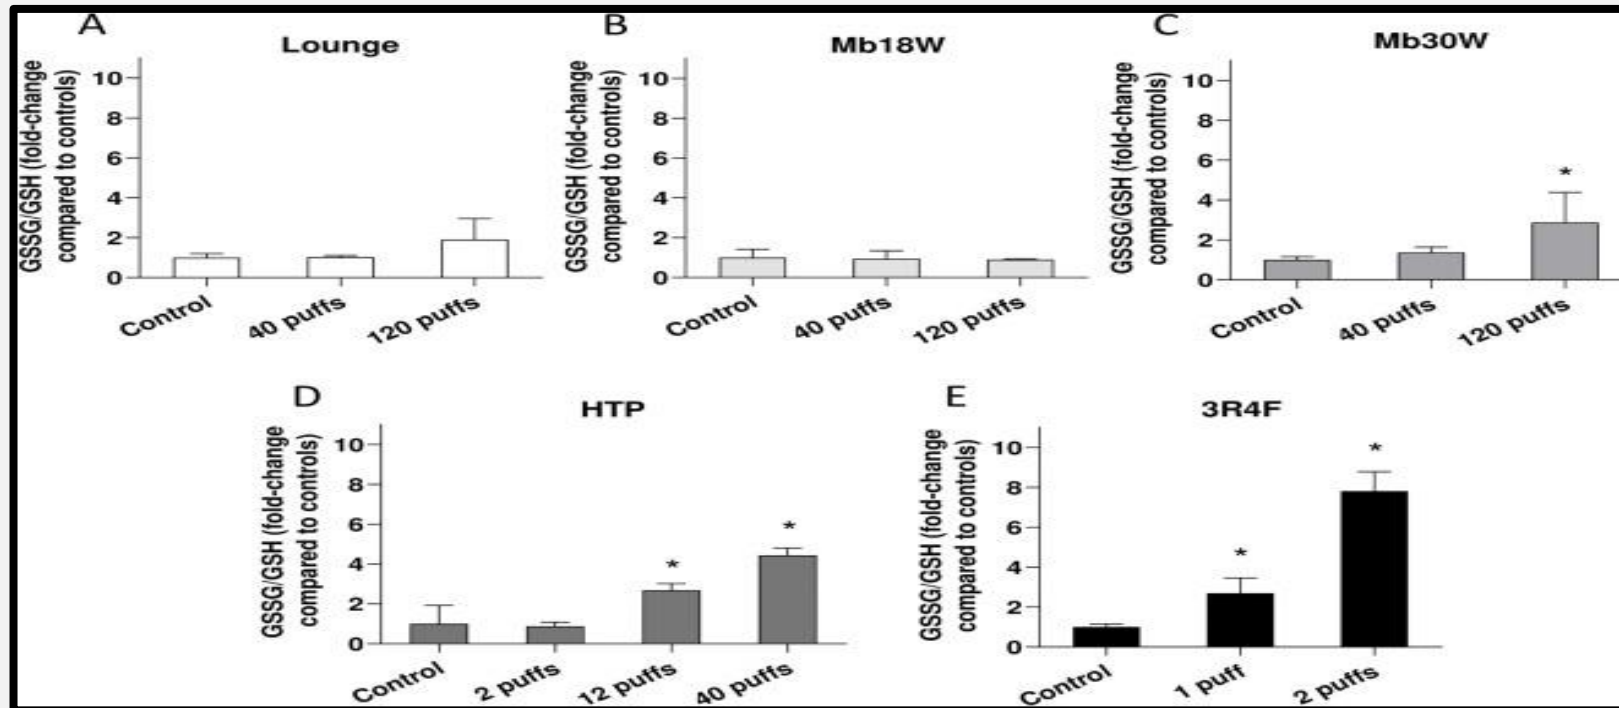 A
Lounge
GSSG/GSH (fold-change
compared to controls)
10
8
6
4
2
0
Control
40 puffs
120 puffs
B
Mb18W
GSSG/GSH (fold-change
compared to controls)
10
8
6
4
2
0
Control
40 puffs
120 puffs
C
Mb30W
GSSG/GSH (fold-change
compared to controls)
10
8
6
4
2
0
*
Control
40 puffs
120 puffs
D
HTP
GSSG/GSH (fold-change
compared to controls)
10
8
6
4
2
0
*
*
Control
2 puffs
12 puffs
40 puffs
E
3R4F
GSSG/GSH (fold-change
compared to controls)
10
8
6
4
2
0
*
*
Control
1 puff
2 puffs